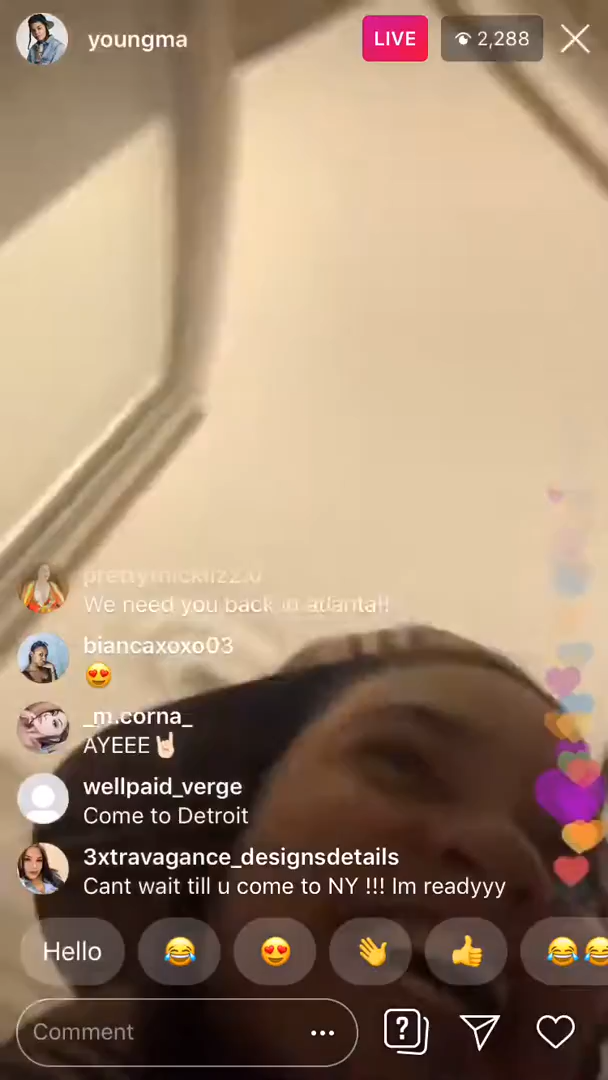 youngma
LIVE
2,288
We need you back in atlanta!!
biancaxoxo03
😍
_m.corna_
AYEEE🤘🏻
wellpaid_verge
Come to Detroit
3xtravagance_designsdetails
Cant wait till u come to NY !!! Im readyyy
Hello 😂 😍 👋 👍 😂😂
Comment